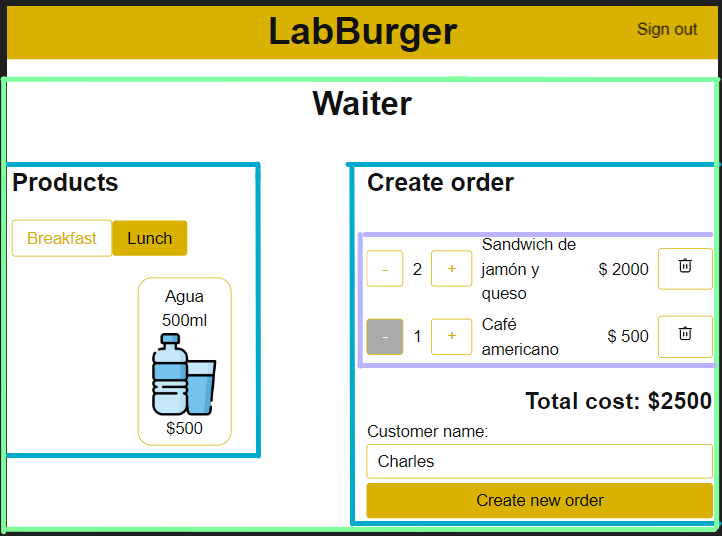 LabBurger
Sign out
Waiter
Products
Breakfast
Lunch
Agua
500ml
$500
Create order
- 2 + Sandwich de
jamón y
queso
$ 2000
- 1 + Café
americano
$ 500
Total cost: $2500
Customer name:
Charles
Create new order